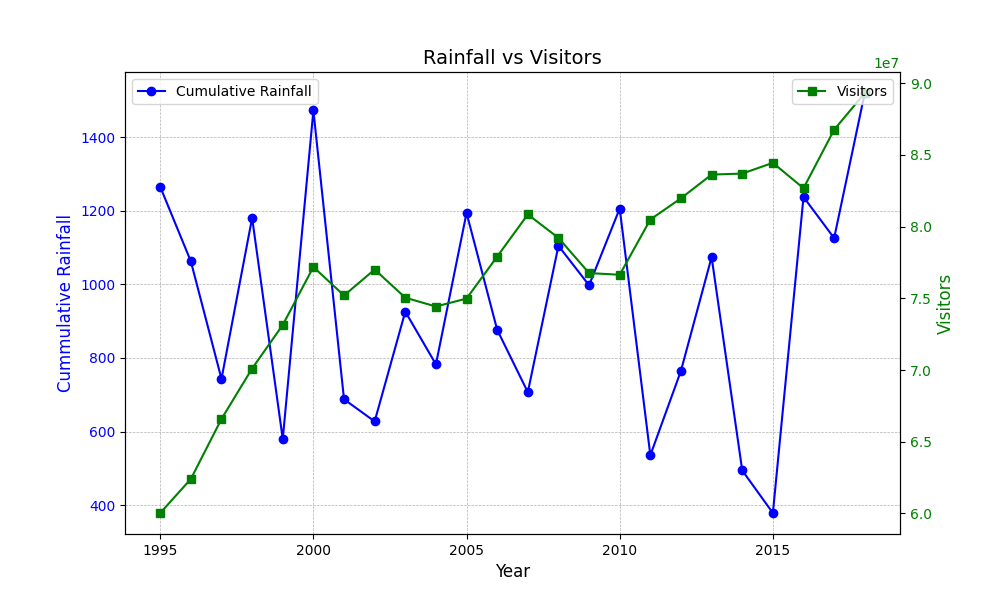 Rainfall vs Visitors
1e7
Cumulative Rainfall
Visitors
Cummulative Rainfall
1400
1200
1000
800
600
400
9.0
8.5
8.0
7.5
7.0
6.5
6.0
Visitors
1995 2000 2005 2010 2015
Year